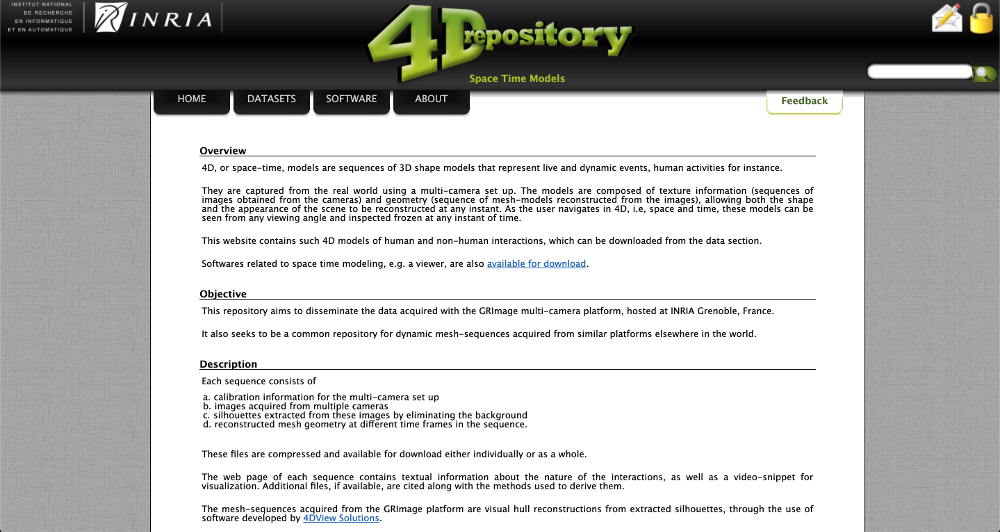 INSTITUT NATIONAL
DE RECHERCHE
EN INFORMATIQUE
ET EN AUTOMATIQUE
INRIA
4D repository
Space Time Models
HOME
DATASETS
SOFTWARE
ABOUT
Feedback
Overview
4D, or space-time, models are sequences of 3D shape models that represent live and dynamic events, human activities for instance.
They are captured from the real world using a multi-camera set up. The models are composed of texture information (sequences of
images obtained from the cameras) and geometry (sequence of mesh-models reconstructed from the images), allowing both the shape
and the appearance of the scene to be reconstructed at any instant. As the user navigates in 4D, i.e, space and time, these models can be
seen from any viewing angle and inspected frozen at any instant of time.
This website contains such 4D models of human and non-human interactions, which can be downloaded from the data section.
Softwares related to space time modeling, e.g. a viewer, are also available for download.
Objective
This repository aims to disseminate the data acquired with the GRImage multi-camera platform, hosted at INRIA Grenoble, France.
It also seeks to be a common repository for dynamic mesh-sequences acquired from similar platforms elsewhere in the world.
Description
Each sequence consists of
a. calibration information for the multi-camera set up
b. images acquired from multiple cameras
c. silhouettes extracted from these images by eliminating the background
d. reconstructed mesh geometry at different time frames in the sequence.
These files are compressed and available for download either individually or as a whole.
The web page of each sequence contains textual information about the nature of the interactions, as well as a video-snippet for
visualization. Additional files, if available, are cited along with the methods used to derive them.
The mesh-sequences acquired from the GRImage platform are visual hull reconstructions from extracted silhouettes, through the use of
software developed by 4DView Solutions.